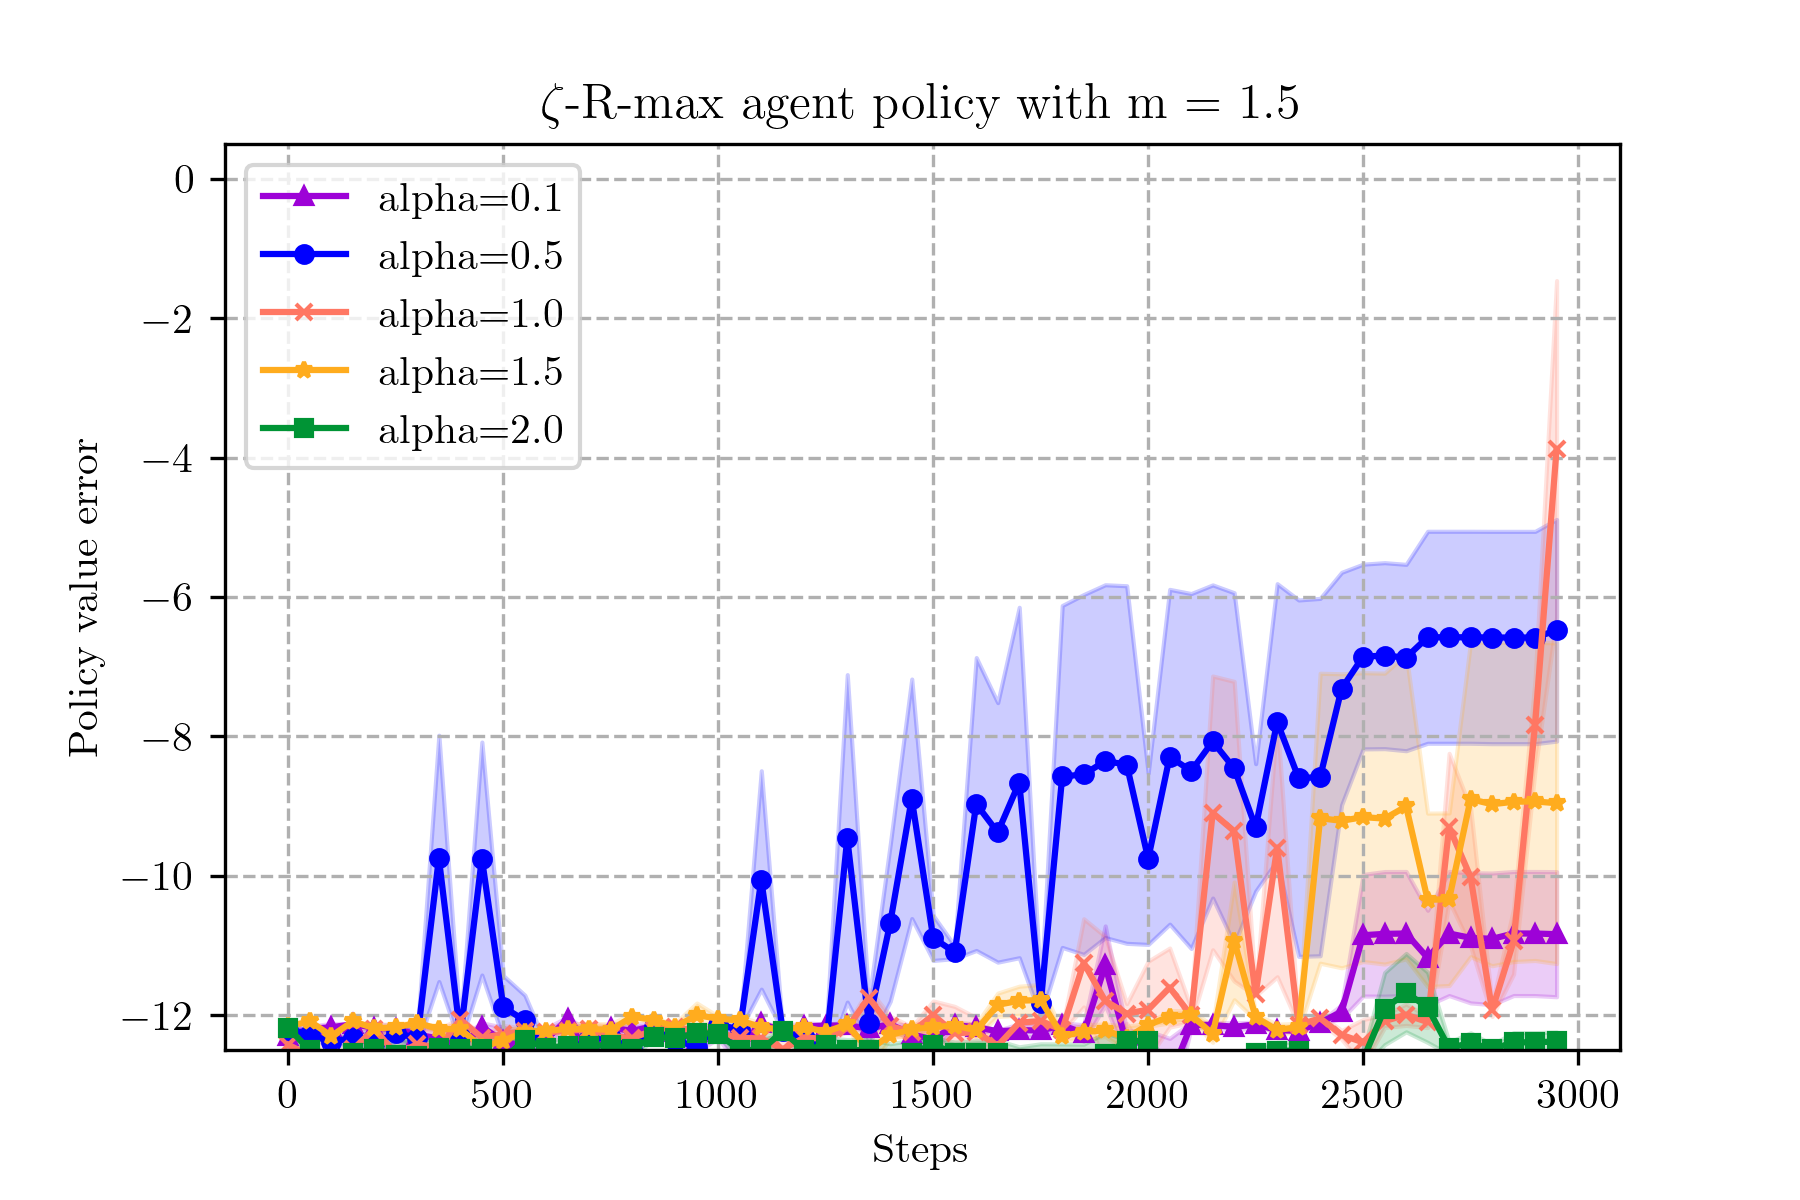 ζ-R-max agent policy with m = 1.5
0
−2
−4
−6
−8
−10
−12
Policy value error
alpha=0.1
alpha=0.5
alpha=1.0
alpha=1.5
alpha=2.0
0 500 1000 1500 2000 2500 3000
Steps